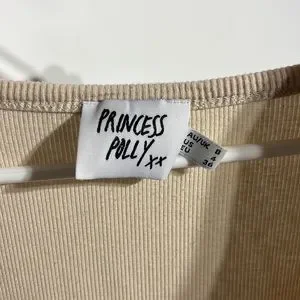 PRINCESS
POLLY xx
AU/UK 8
US 4
EU 36